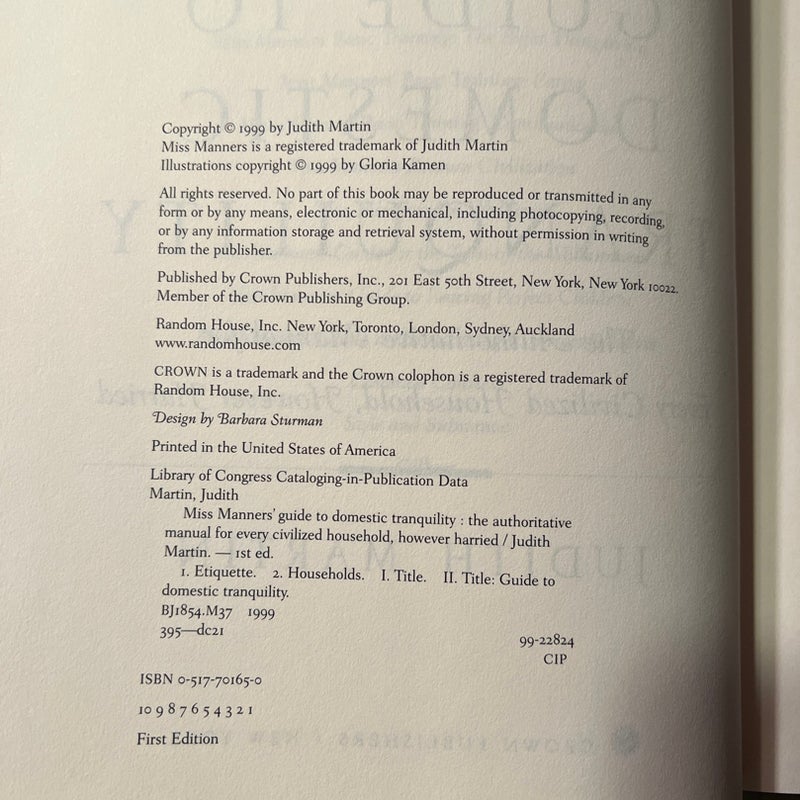 Copyright © 1999 by Judith Martin
Miss Manners is a registered trademark of Judith Martin
Illustrations copyright © 1999 by Gloria Kamen
All rights reserved. No part of this book may be reproduced or transmitted in any
form or by any means, electronic or mechanical, including photocopying, recording,
or by any information storage and retrieval system, without permission in writing
from the publisher.
Published by Crown Publishers, Inc., 201 East 50th Street, New York, New York 10022.
Member of the Crown Publishing Group.
Random House, Inc. New York, Toronto, London, Sydney, Auckland
www.randomhouse.com
CROWN is a trademark and the Crown colophon is a registered trademark of
Random House, Inc.
Design by Barbara Sturman
Printed in the United States of America
Library of Congress Cataloging-in-Publication Data
Martin, Judith
Miss Manners' guide to domestic tranquility : the authoritative
manual for every civilized household, however harried / Judith
Martin. — 1st ed.
1. Etiquette. 2. Households. I. Title. II. Title: Guide to
domestic tranquility.
BJ1854.M37 1999
395—dc21
99-22824
CIP
ISBN 0-517-70165-0
10 9 8 7 6 5 4 3 2 1
First Edition